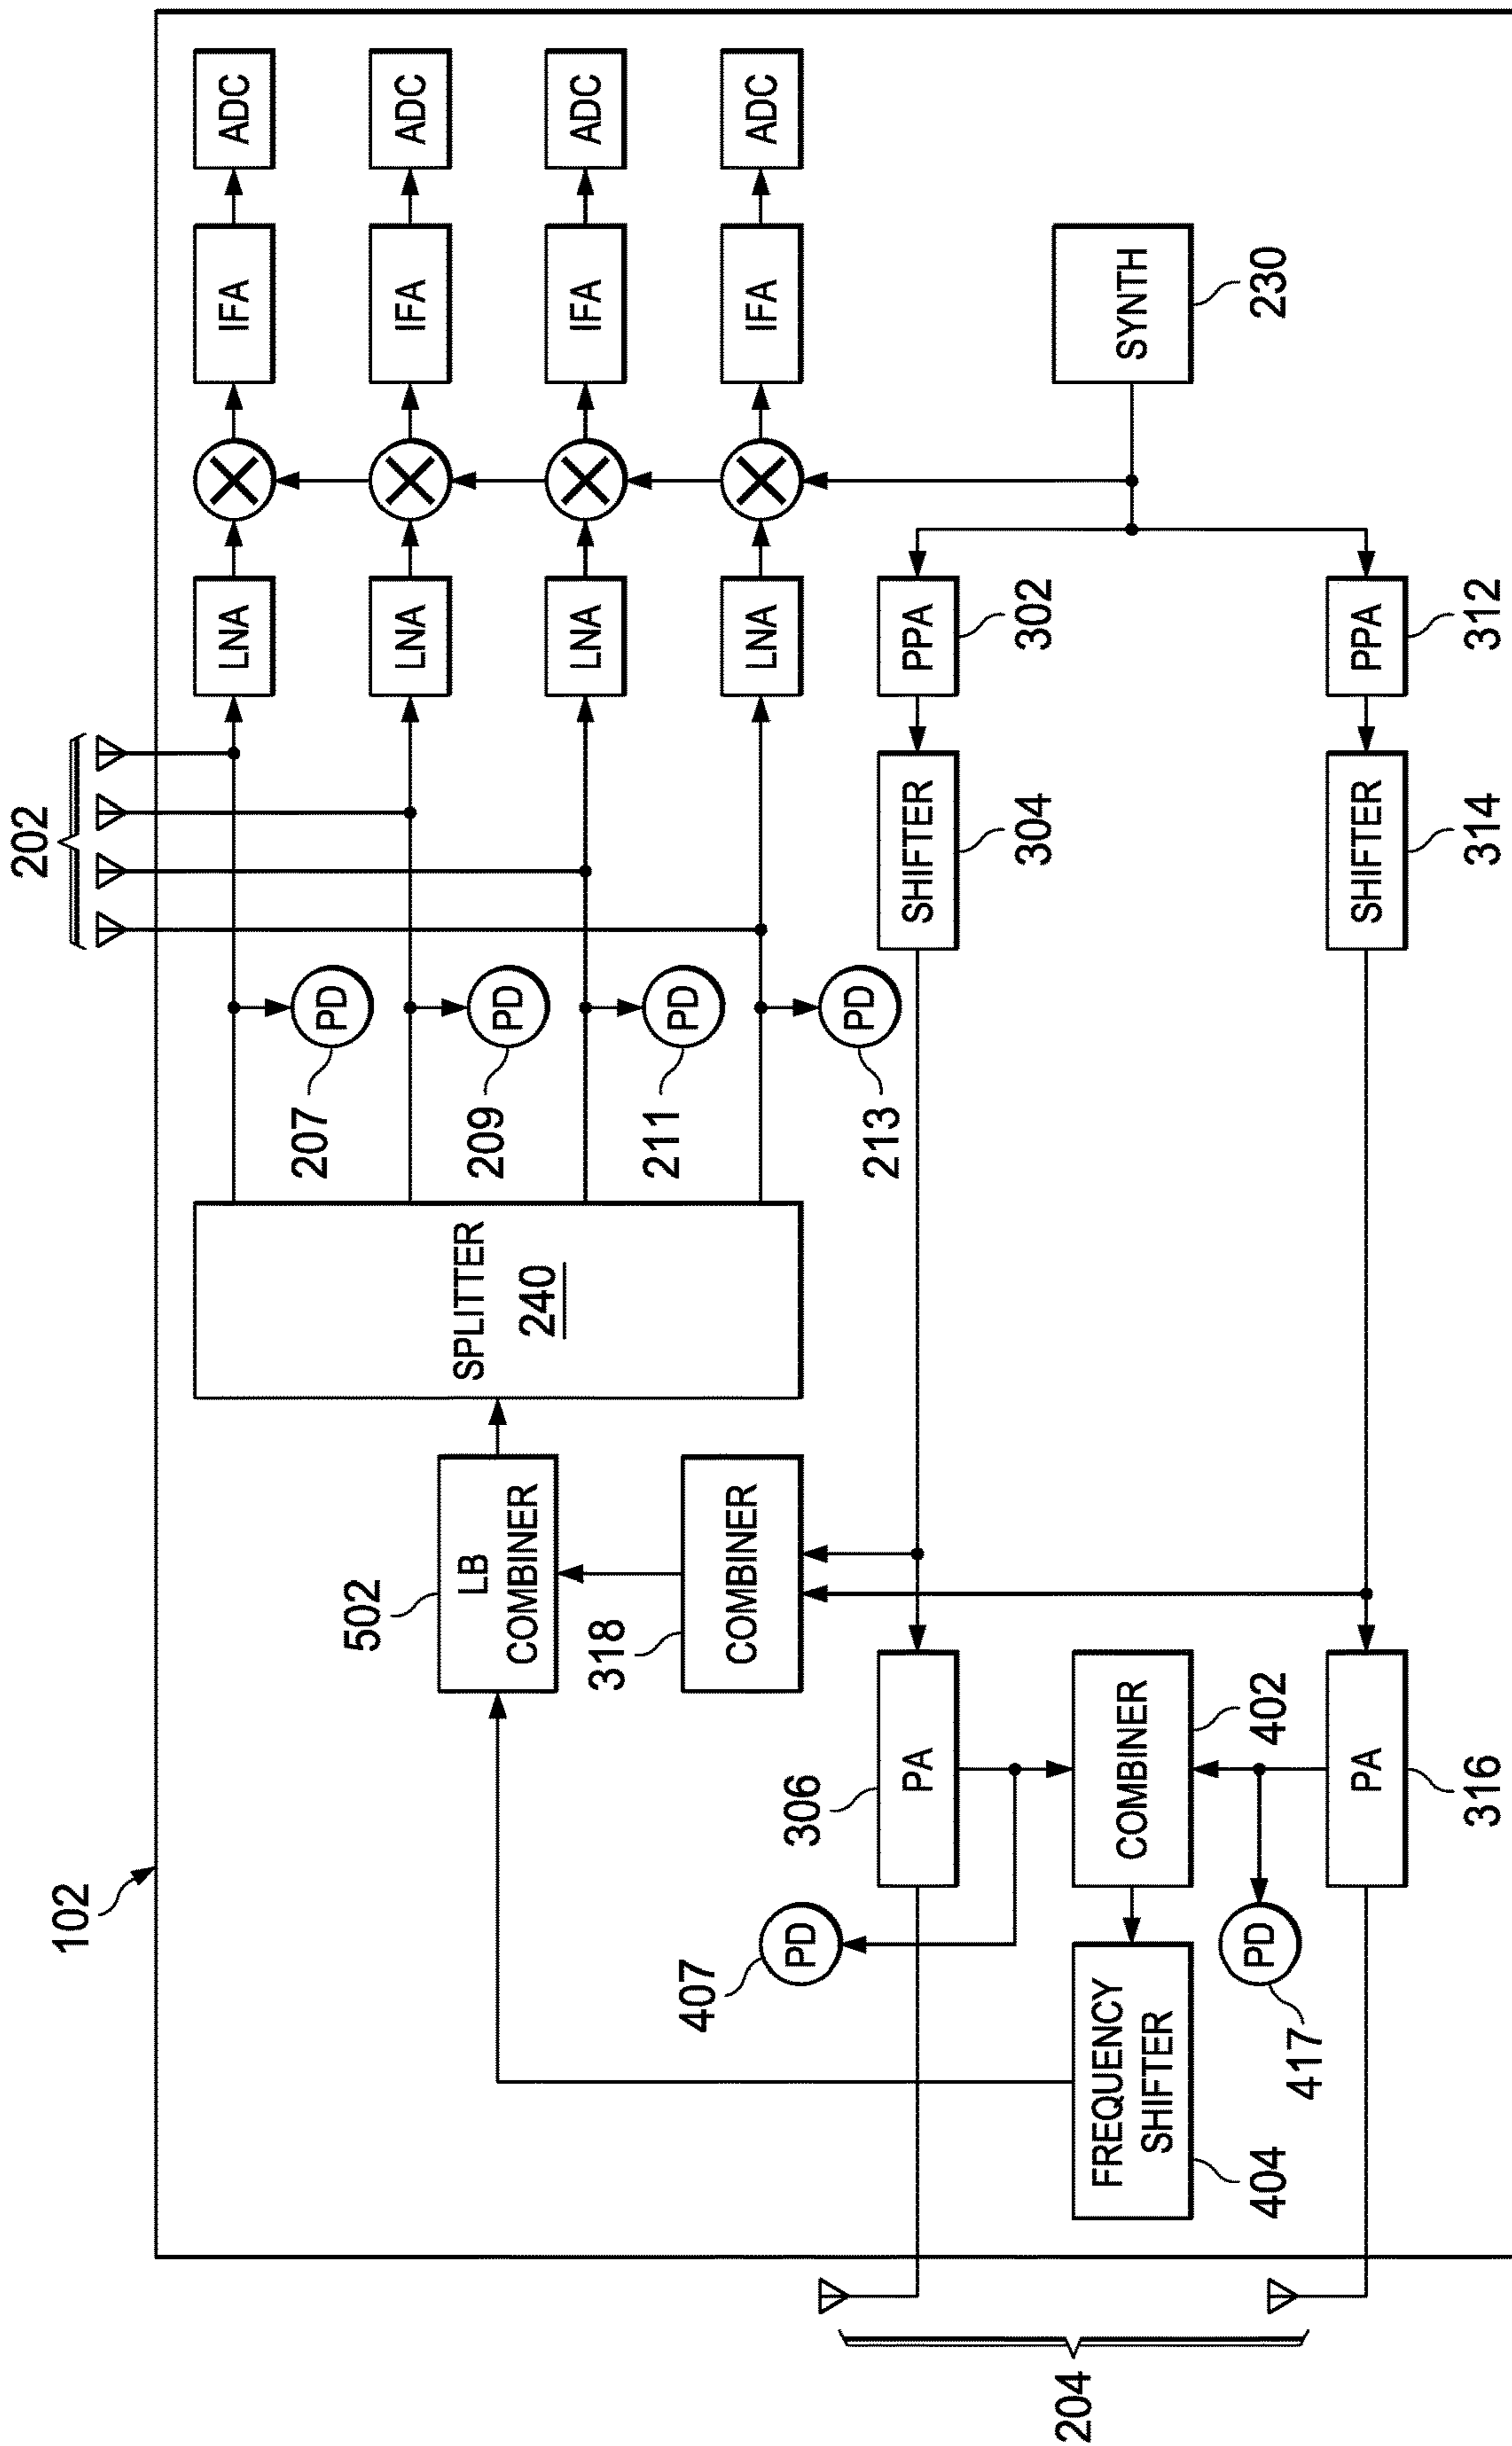 102
202
204
LNA
IFA
ADC
LNA
IFA
ADC
LNA
IFA
ADC
LNA
IFA
ADC
PD
207
PD
209
PD
211
PD
213
SPLITTER
240
502
LB
COMBINER
318
COMBINER
SYNTH
230
PPA
302
SHIFTER
304
306
PA
407
PD
COMBINER
402
FREQUENCY
SHIFTER
404
PD
417
PPA
312
SHIFTER
314
PA
316